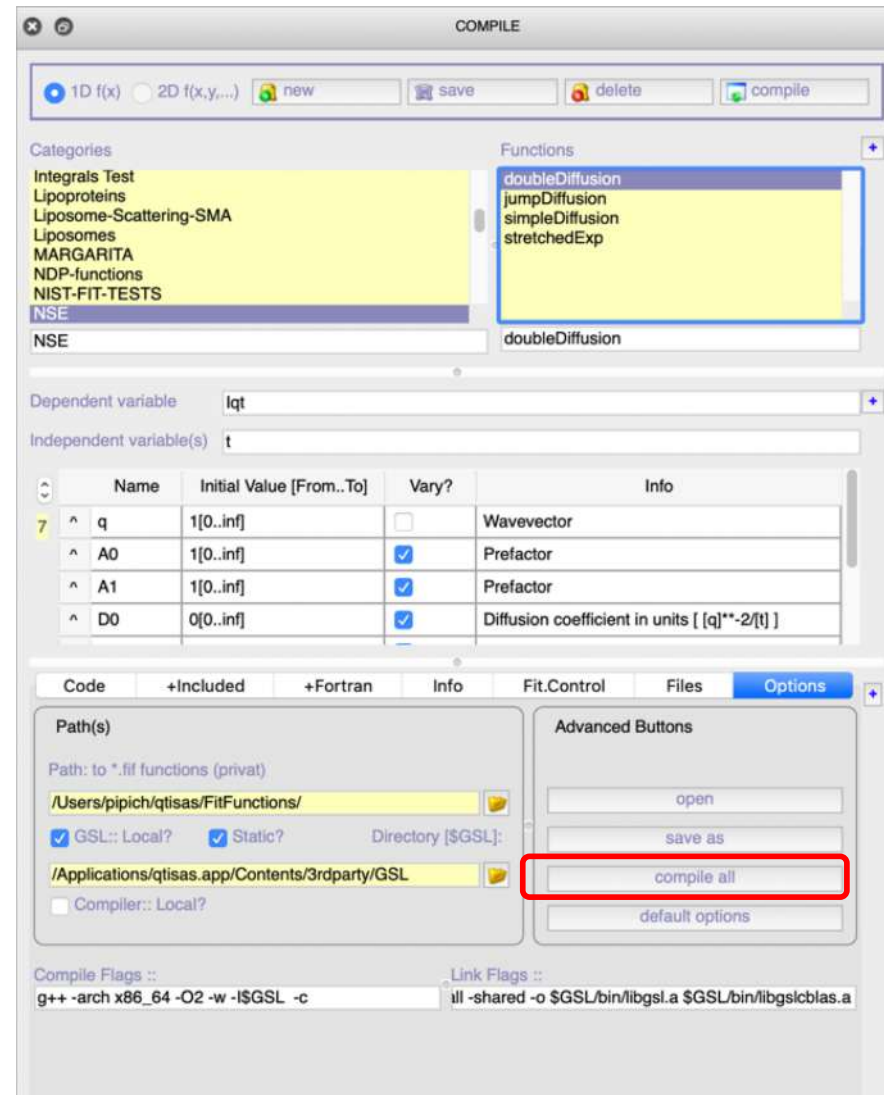 COMPILE
1D f(x) 2D f(x,y,...) new save delete compile
Categories Functions +
Integrals Test
Lipoproteins
Liposome-Scattering-SMA
Liposomes
MARGARITA
NDP-functions
NIST-FIT-TESTS
NSE
NSE
doubleDiffusion
jumpDiffusion
simpleDiffusion
stretchedExp
doubleDiffusion
Dependent variable Iqt +
Independent variable(s) t
Name Initial Value [From..To] Vary? Info
7 ^ q 1[0..inf] Wavevector
^ A0 1[0..inf] Prefactor
^ A1 1[0..inf] Prefactor
^ D0 0[0..inf] Diffusion coefficient in units [ [q]**-2/[t] ]
Code +Included +Fortran Info Fit.Control Files Options +
Path(s)
Path: to *.fif functions (privat)
/Users/pipich/qtisas/FitFunctions/
GSL:: Local? Static? Directory [$GSL]:
/Applications/qtisas.app/Contents/3rdparty/GSL
Compiler:: Local?
Advanced Buttons
open
save as
compile all
default options
Compile Flags :: Link Flags ::
g++ -arch x86_64 -O2 -w -I$GSL -c
all -shared -o $GSL/bin/libgsl.a $GSL/bin/libgslcblas.a